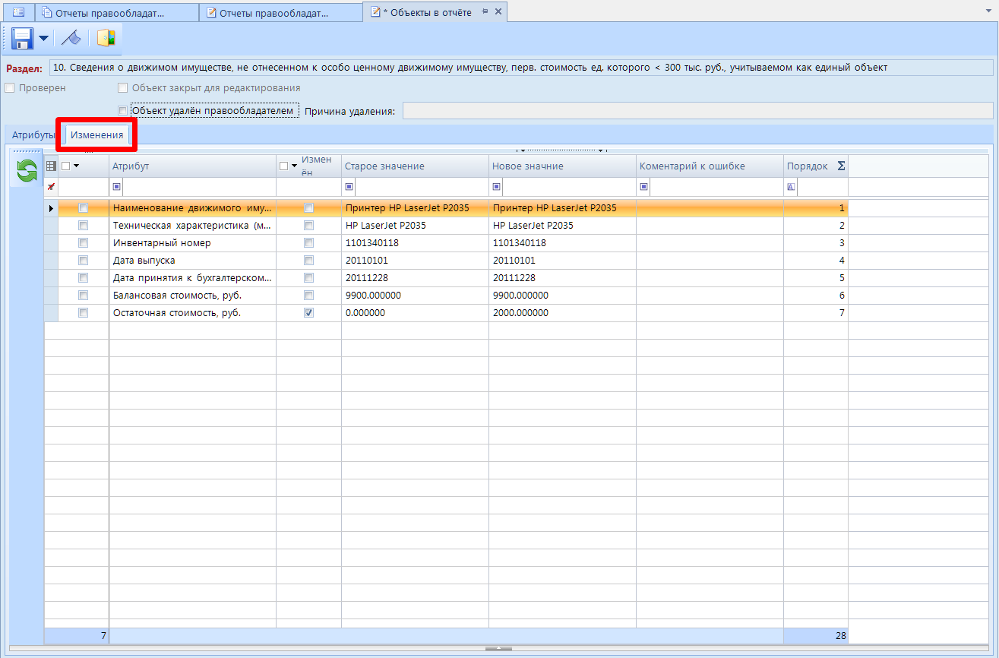 Отчеты правообладат...
Отчеты правообладат...
* Объекты в отчёте
Раздел: 10. Сведения о движимом имуществе, не отнесенном к особо ценному движимому имуществу, перв. стоимость ед. которого < 300 тыс. руб., учитываемом как единый объект
Проверен Объект закрыт для редактирования
Объект удалён правообладателем Причина удаления:
Атрибуты Изменения
Атрибут Изменён Старое значение Новое значние Коментарий к ошибке Порядок Σ
A
Наименование движимого иму... Принтер HP LaserJet P2035 Принтер HP LaserJet P2035 1
Техническая характеристика (м... HP LaserJet P2035 HP LaserJet P2035 2
Инвентарный номер 1101340118 1101340118 3
Дата выпуска 20110101 20110101 4
Дата принятия к бухгалтерском... 20111228 20111228 5
Балансовая стоимость, руб. 9900.000000 9900.000000 6
Остаточная стоимость, руб. 0.000000 2000.000000 7
7 28